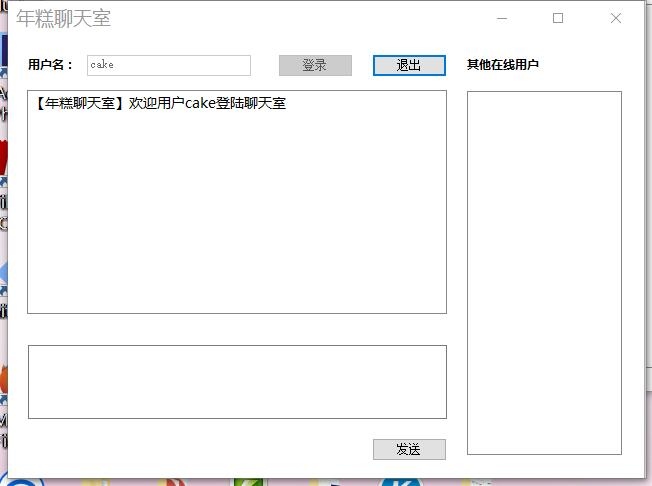 年糕聊天室
用户名： cake 登录 退出 其他在线用户
【年糕聊天室】欢迎用户cake登陆聊天室
发送